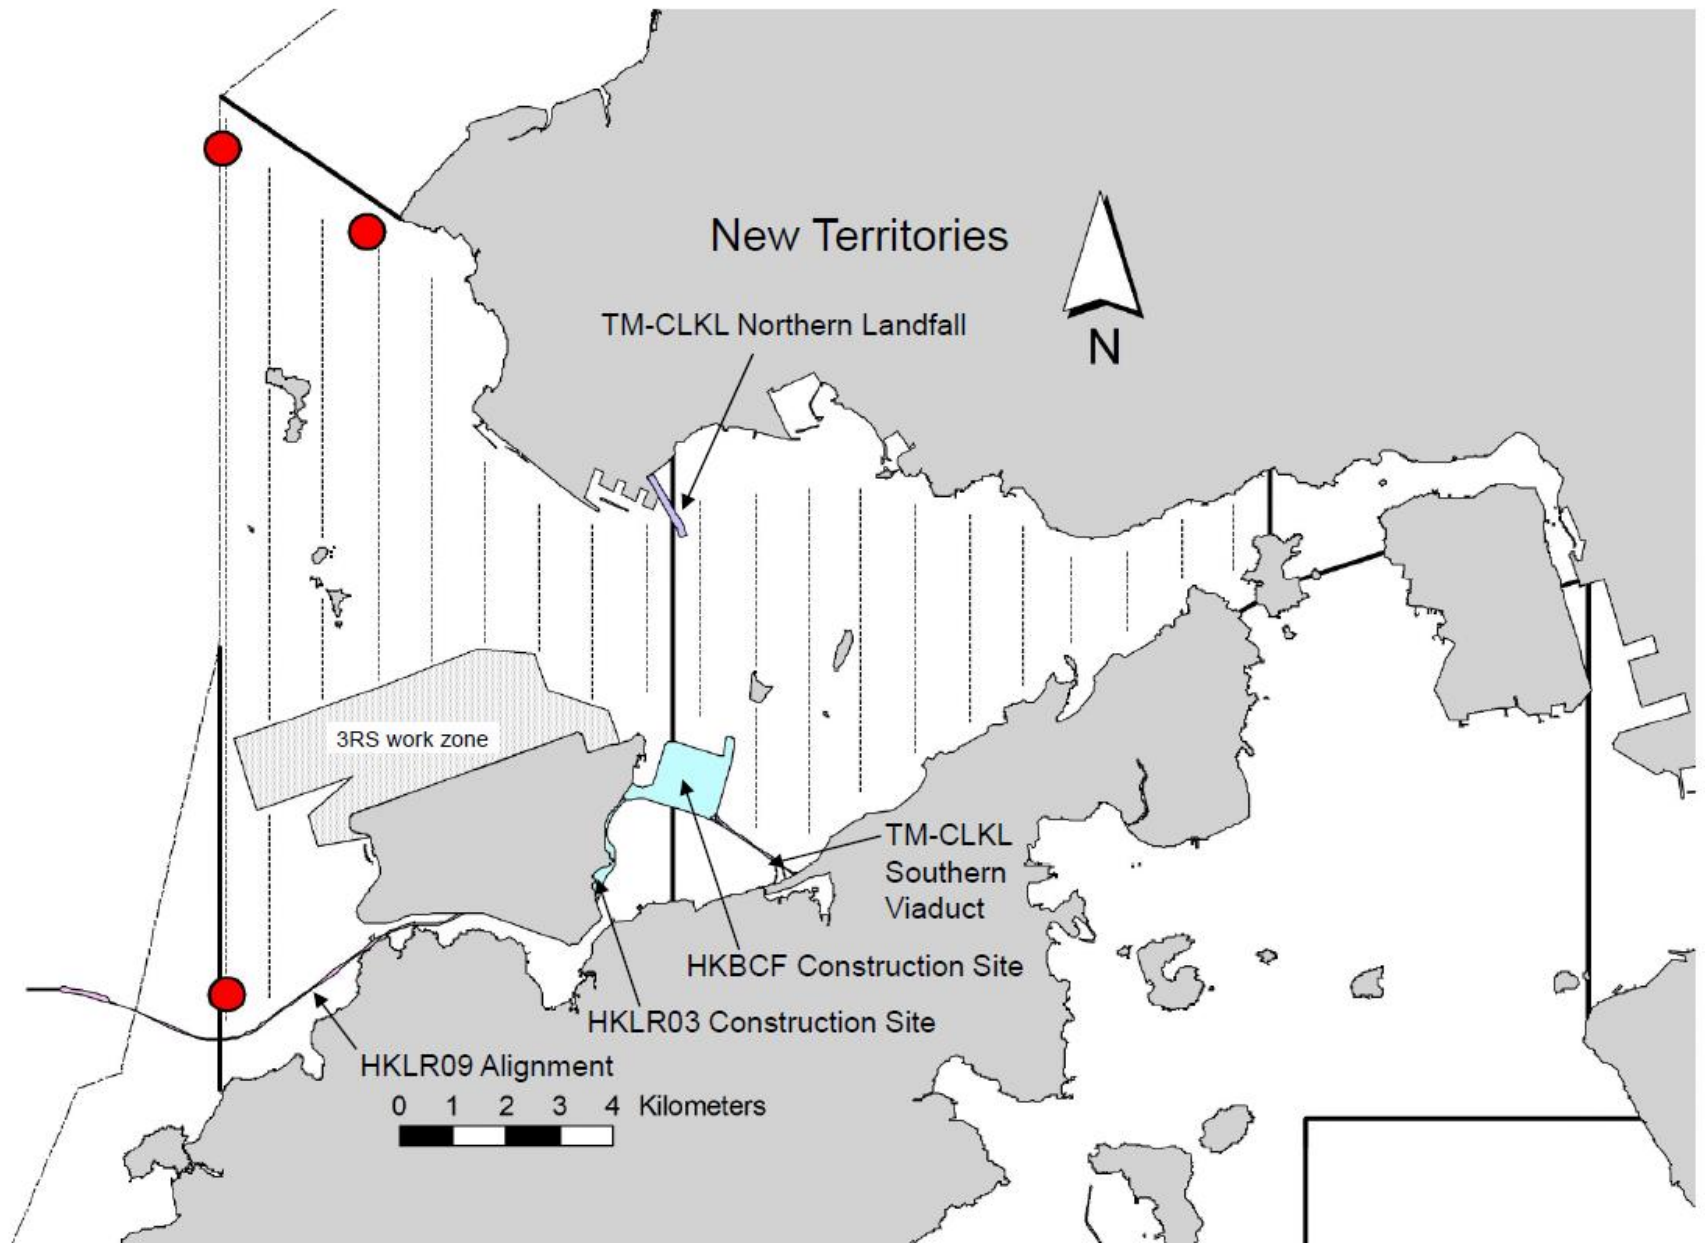 New Territories
TM-CLKL Northern Landfall
N
3RS work zone
TM-CLKL
Southern
Viaduct
HKBCF Construction Site
HKLR03 Construction Site
HKLR09 Alignment
0 1 2 3 4 Kilometers